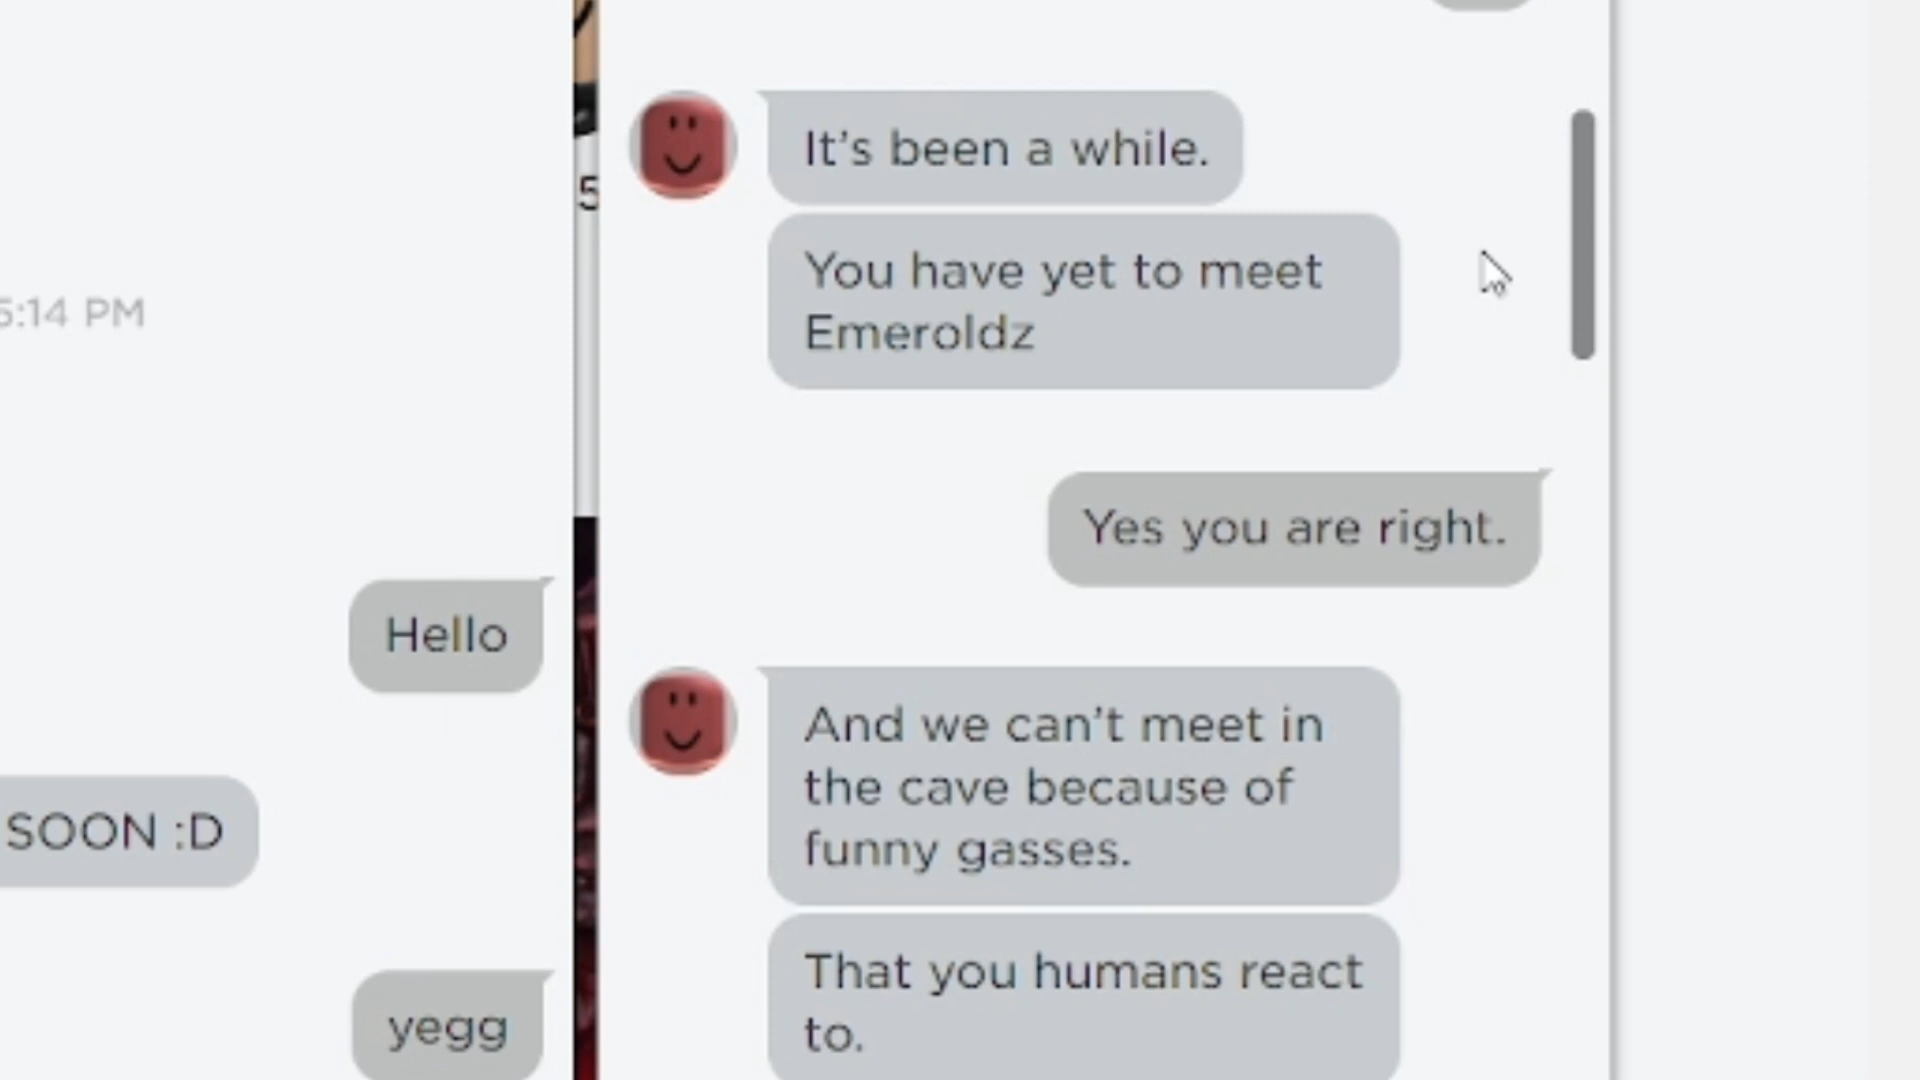 5:14 PM
Hello
SOON :D
yegg
5
It's been a while.
You have yet to meet
Emeroldz
Yes you are right.
And we can't meet in
the cave because of
funny gasses.
That you humans react
to.